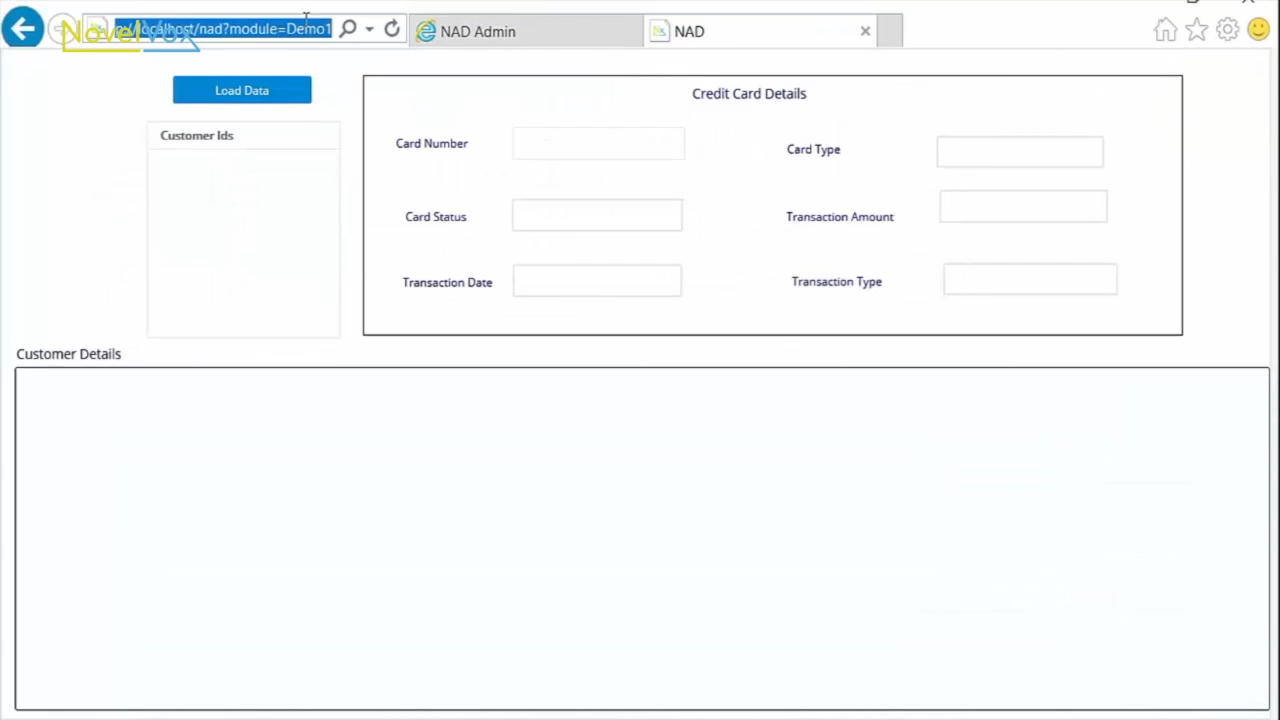 localhost/nad?module=Demo1
NAD Admin
NAD
NovelVox
Load Data
Credit Card Details
Customer Ids
Card Number
Card Type
Card Status
Transaction Amount
Transaction Date
Transaction Type
Customer Details